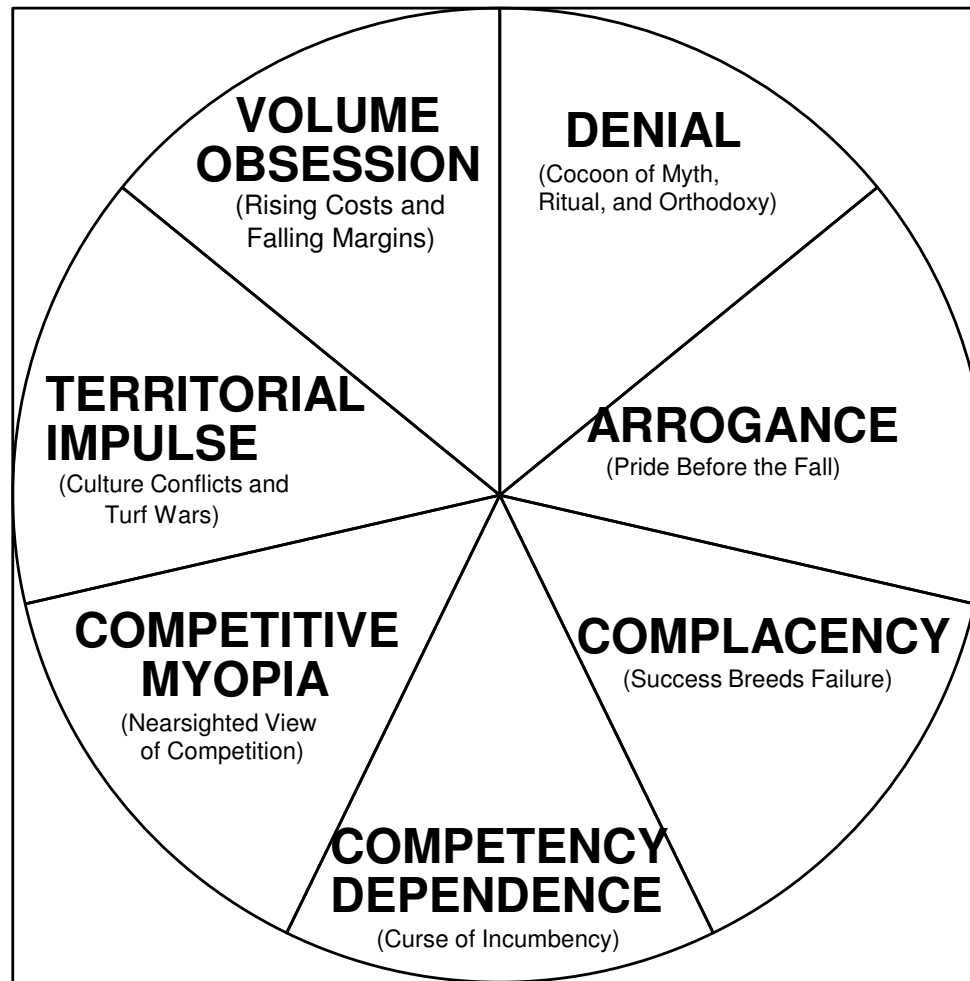 VOLUME
OBSESSION
(Rising Costs and
Falling Margins)
DENIAL
(Cocoon of Myth,
Ritual, and Orthodoxy)
TERRITORIAL
IMPULSE
(Culture Conflicts and
Turf Wars)
ARROGANCE
(Pride Before the Fall)
COMPETITIVE
MYOPIA
(Nearsighted View
of Competition)
COMPLACENCY
(Success Breeds Failure)
COMPETENCY
DEPENDENCE
(Curse of Incumbency)